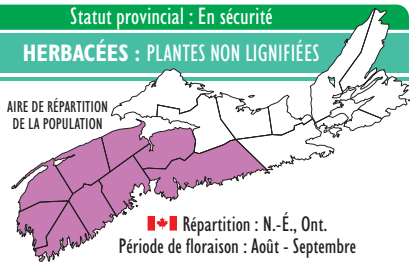 Statut provincial : En sécurité
HERBACÉES : PLANTES NON LIGNIFIÉES
AIRE DE RÉPARTITION
DE LA POPULATION
Répartition : N.-É., Ont.
Période de floraison : Août - Septembre